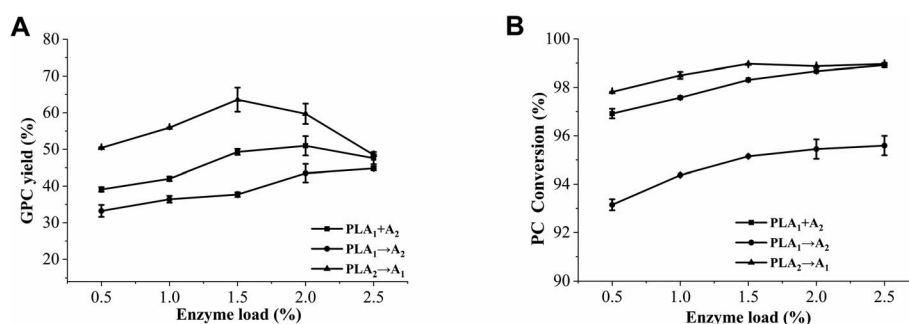 A
GPC yield (%)
80
70
60
50
40
30
20
PLA₁+A₂
PLA₁→A₂
PLA₂→A₁
0.5 1.0 1.5 2.0 2.5
Enzyme load (%)
B
PC Conversion (%)
100
98
96
94
92
90
PLA₁+A₂
PLA₁→A₂
PLA₂→A₁
0.5 1.0 1.5 2.0 2.5
Enzyme load (%)